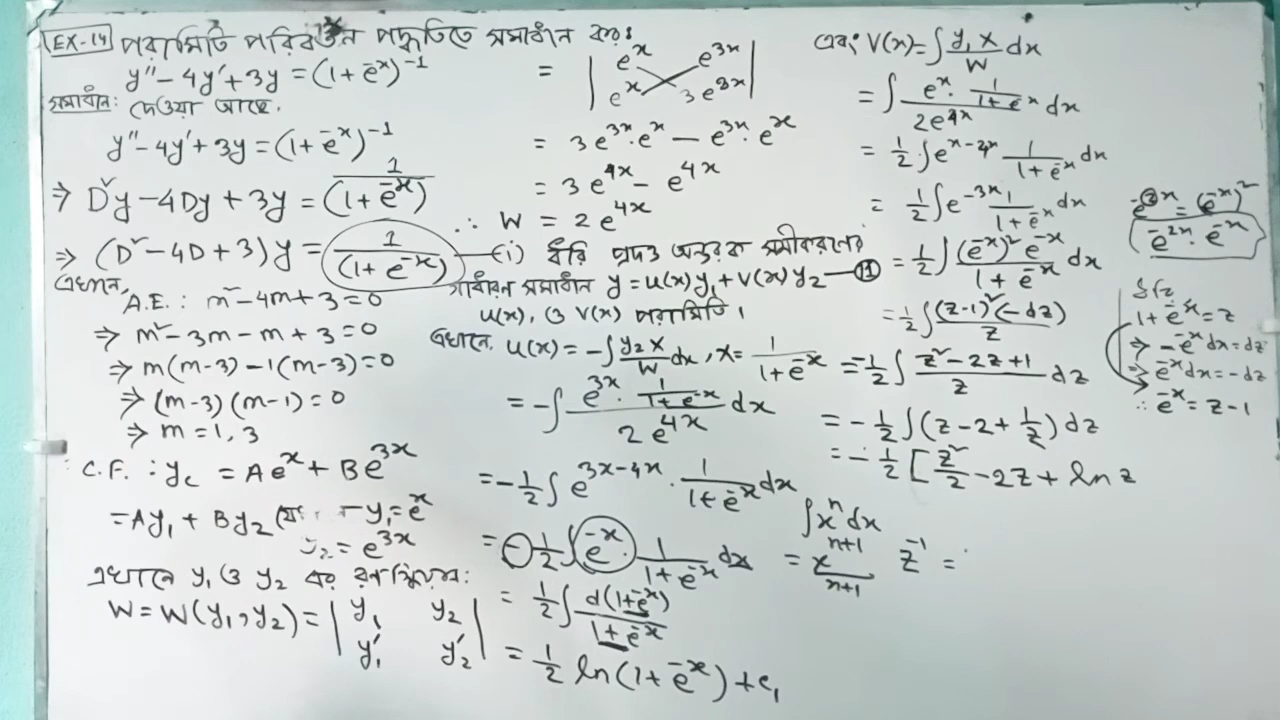 EX-14 পরামিতি পরিবর্তন পদ্ধতিতে সমাধান কর:
y'' - 4y' + 3y = (1 + e^-x)^-1
সমাধান: দেওয়া আছে.
y'' - 4y' + 3y = (1 + e^-x)^-1
⇒ D²y - 4Dy + 3y = 1/(1 + e^-x)
⇒ (D² - 4D + 3)y = 1/(1 + e^-x) —(i)
এখানে,
A.E.: m² - 4m + 3 = 0
⇒ m² - 3m - m + 3 = 0
⇒ m(m-3) - 1(m-3) = 0
⇒ (m-3)(m-1) = 0
⇒ m = 1, 3
C.F. : y_c = Ae^x + Be^3x
= Ay₁ + By₂ y₁ = e^x
y₂ = e^3x
এখানে y₁ ও y₂ এর
W = W(y₁, y₂) = | y₁ y₂ |
| y₁' y₂' |
= | e^x e^3x |
| e^x 3e^3x |
= 3e^3x · e^x - e^3x · e^x
= 3e^4x - e^4x
∴ W = 2e^4x
ধরি প্রদত্ত অন্তরক সমীকরণের
সাধারন সমাধান y = u(x)y₁ + v(x)y₂ —(ii)
u(x), ও v(x) পরামিতি।
এখানে, u(x) = -∫ y₂X/W dx, X = 1/(1 + e^-x)
= -∫ (e^3x · 1/(1 + e^-x))/(2e^4x) dx
= -1/2 ∫ e^(3x-4x) · 1/(1 + e^-x) dx
= -1/2 ∫ e^-x · 1/(1 + e^-x) dx
= 1/2 ∫ d(1 + e^-x)/(1 + e^-x)
= 1/2 ln(1 + e^-x) + c₁
এবং v(x) = ∫ y₁X/W dx
= ∫ (e^x · 1/(1 + e^-x))/(2e^4x) dx
= 1/2 ∫ e^(x-4x) 1/(1 + e^-x) dx
= 1/2 ∫ e^-3x 1/(1 + e^-x) dx
= 1/2 ∫ (e^-x)² e^-x/(1 + e^-x) dx
= 1/2 ∫ (z-1)²(-dz)/z
= -1/2 ∫ (z² - 2z + 1)/z dz
= -1/2 ∫ (z - 2 + 1/z) dz
= -1/2 [z²/2 - 2z + ln z
∫x^n dx
= x^(n+1)/(n+1) z^-1 =
e^-3x = (e^-x)²
e^-2x · e^-x
ধরি
1 + e^-x = z
⇒ -e^-x dx = dz
⇒ e^-x dx = -dz
∴ e^-x = z - 1